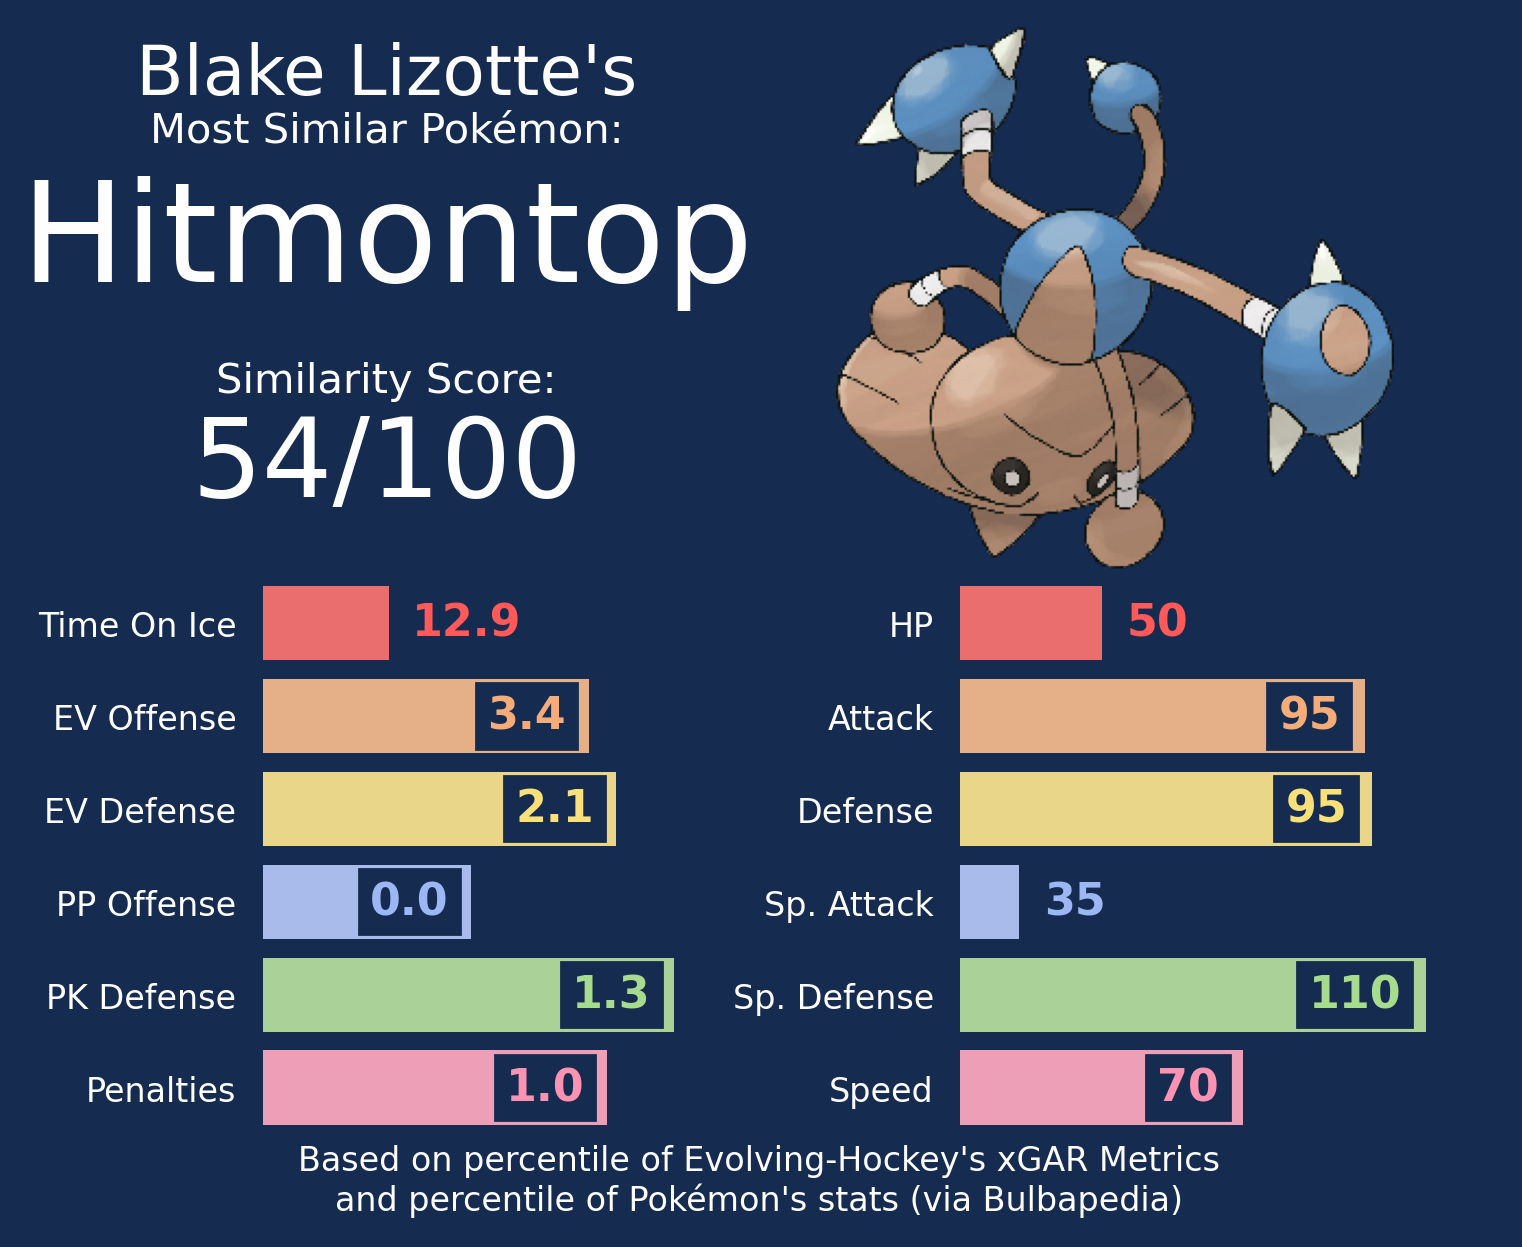 Blake Lizotte's
Most Similar Pokémon:
Hitmontop
Similarity Score:
54/100
Time On Ice 12.9
EV Offense 3.4
EV Defense 2.1
PP Offense 0.0
PK Defense 1.3
Penalties 1.0
HP 50
Attack 95
Defense 95
Sp. Attack 35
Sp. Defense 110
Speed 70
Based on percentile of Evolving-Hockey's xGAR Metrics
and percentile of Pokémon's stats (via Bulbapedia)